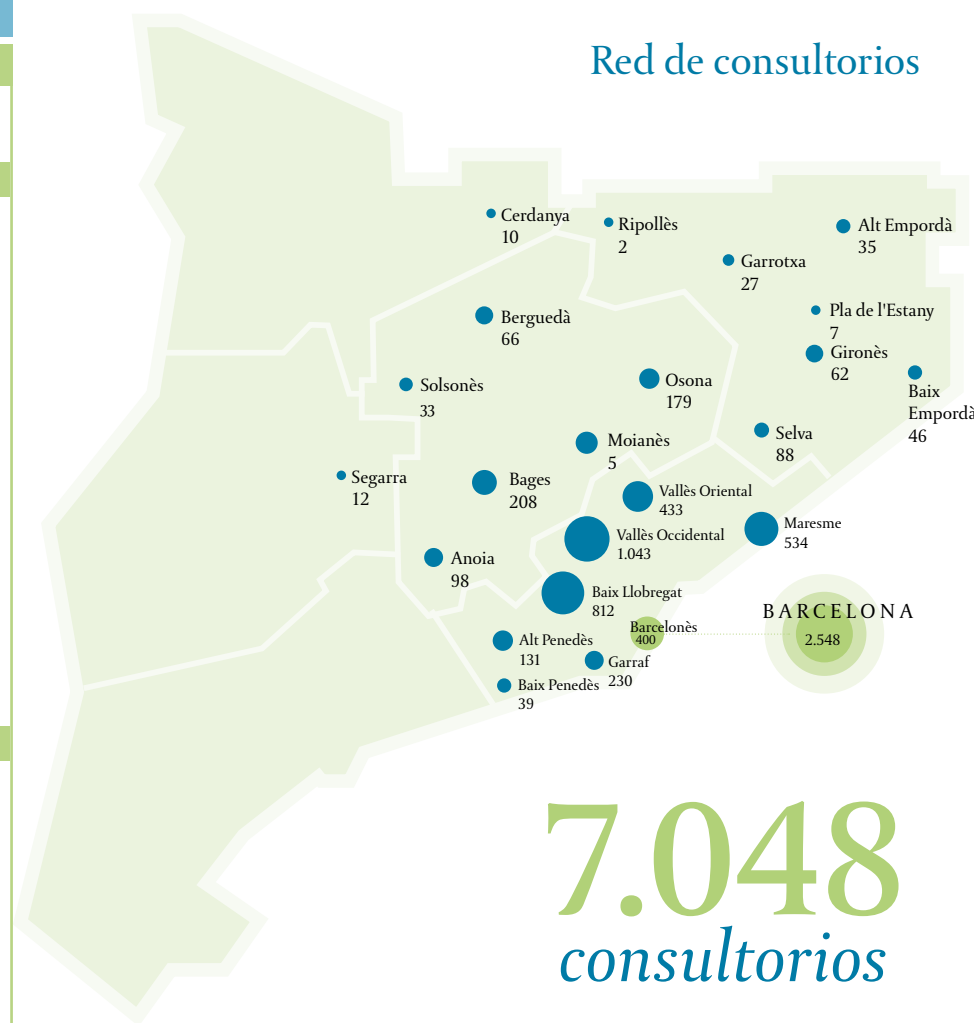 Red de consultorios
Cerdanya
10
Ripollès
2
Alt Empordà
35
Garrotxa
27
Berguedà
66
Pla de l'Estany
7
Gironès
62
Solsonès
33
Osona
179
Baix
Empordà
46
Selva
88
Moianès
5
Segarra
12
Bages
208
Vallès Oriental
433
Maresme
534
Vallès Occidental
1.043
Anoia
98
Baix Llobregat
812
BARCELONA
2.548
Barcelonès
400
Alt Penedès
131
Garraf
230
Baix Penedès
39
7.048
consultorios